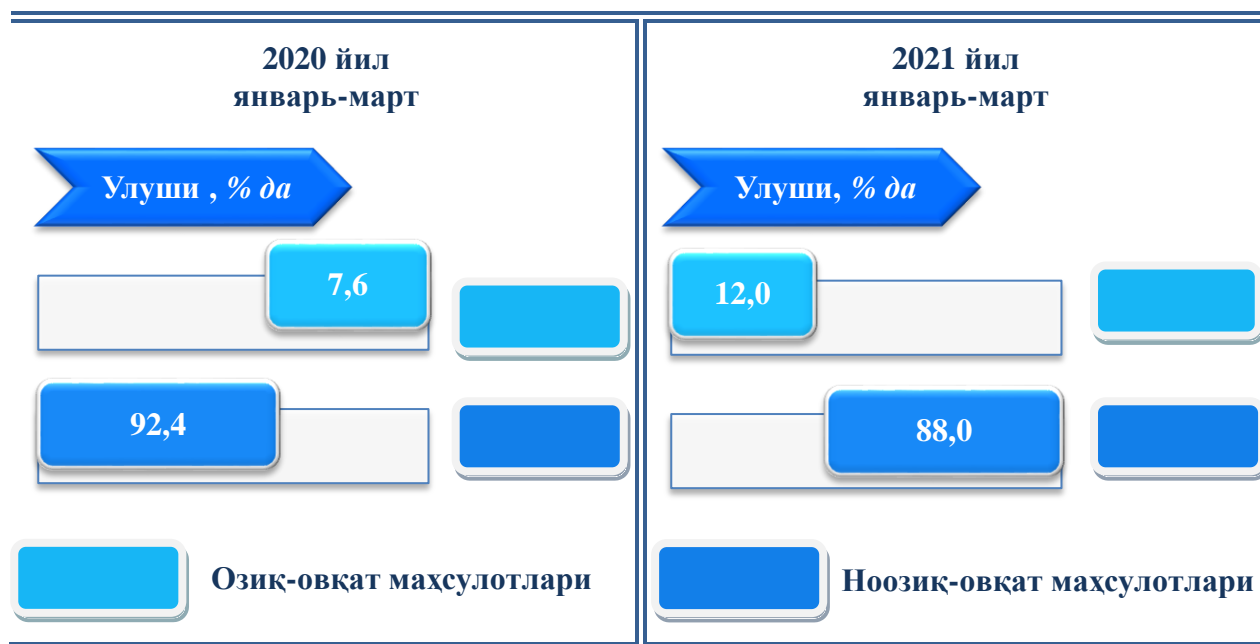 2020 йил
январь-март
Улуши , % да
7,6
92,4
Озиқ-овқат маҳсулотлари
2021 йил
январь-март
Улуши, % да
12,0
88,0
Ноозиқ-овқат маҳсулотлари